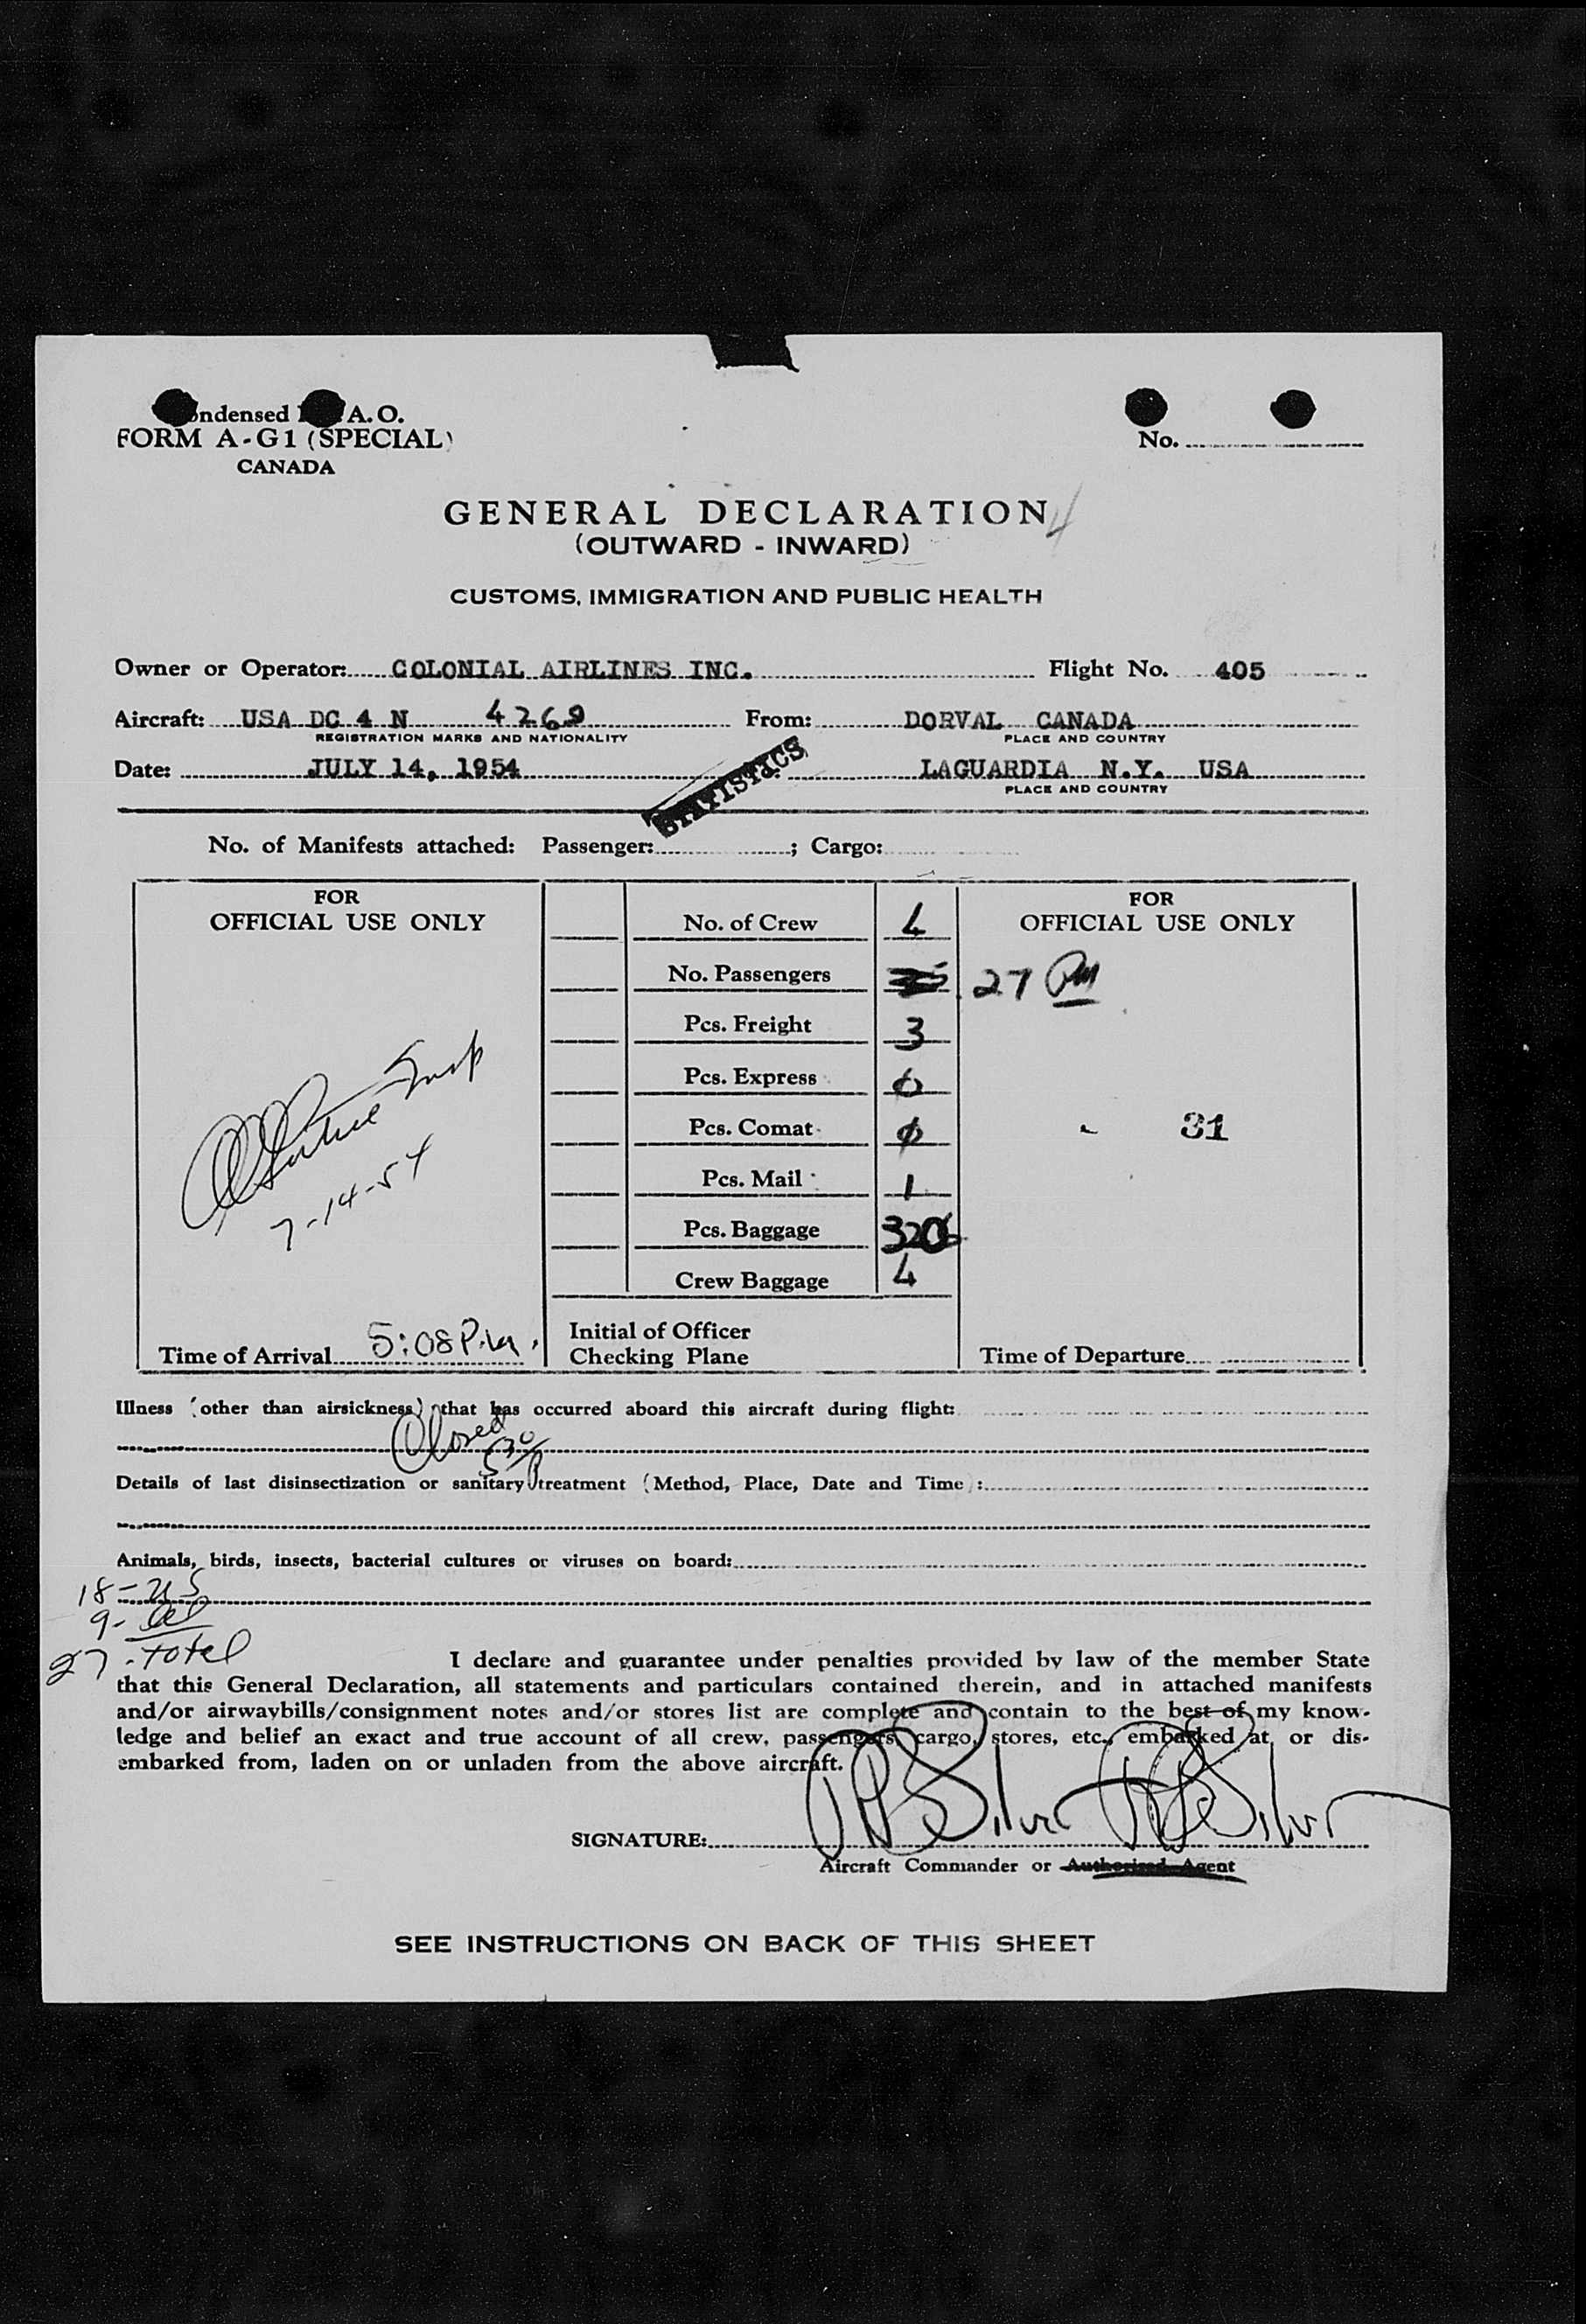 ondensed A.O.
FORM A-G1 (SPECIAL)
CANADA
No.
GENERAL DECLARATION
(OUTWARD - INWARD)
CUSTOMS, IMMIGRATION AND PUBLIC HEALTH
Owner or Operator: COLONIAL AIRLINES INC. Flight No. 405
Aircraft: USA DC 4 N 4269 From: DORVAL CANADA
REGISTRATION MARKS AND NATIONALITY PLACE AND COUNTRY
Date: JULY 14, 1954 LAGUARDIA N.Y. USA
PLACE AND COUNTRY
STATISTICS
No. of Manifests attached: Passenger: ; Cargo:
FOR
OFFICIAL USE ONLY
7-14-54
Time of Arrival 5:08 P.M.
No. of Crew 4
No. Passengers
Pcs. Freight 3
Pcs. Express 0
Pcs. Comat 0
Pcs. Mail 1
Pcs. Baggage
Crew Baggage 4
Initial of Officer
Checking Plane
FOR
OFFICIAL USE ONLY
27
31
Time of Departure
Illness (other than airsickness) that has occurred aboard this aircraft during flight:
Closed
530
Details of last disinsectization or sanitary treatment (Method, Place, Date and Time):
Animals, birds, insects, bacterial cultures or viruses on board:
18 - US
9 -
27 - total
I declare and guarantee under penalties provided by law of the member State
that this General Declaration, all statements and particulars contained therein, and in attached manifests
and/or airwaybills/consignment notes and/or stores list are complete and contain to the best of my know-
ledge and belief an exact and true account of all crew, passengers, cargo, stores, etc., embarked at, or dis-
embarked from, laden on or unladen from the above aircraft.
SIGNATURE: Silver Silver
Aircraft Commander or Authorized Agent
SEE INSTRUCTIONS ON BACK OF THIS SHEET